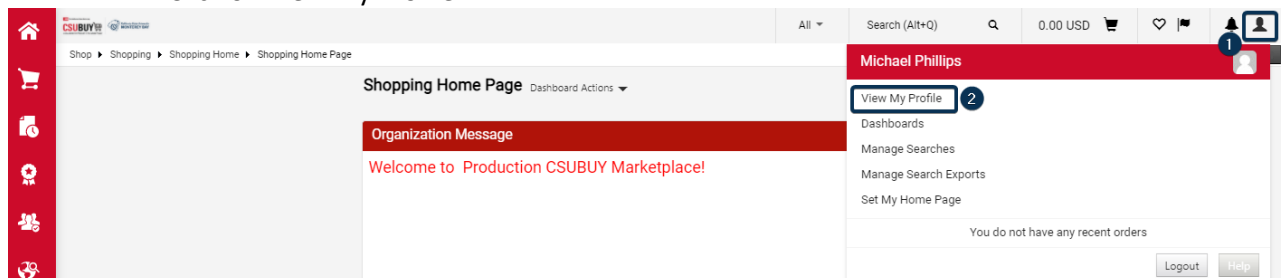 CSUBUY
MONTEREY BAY
All
Search (Alt+Q)
0.00 USD
1
Shop Shopping Shopping Home Shopping Home Page
Michael Phillips
Shopping Home Page Dashboard Actions
View My Profile 2
Dashboards
Organization Message
Manage Searches
Welcome to Production CSUBUY Marketplace!
Manage Search Exports
Set My Home Page
You do not have any recent orders
Logout Help